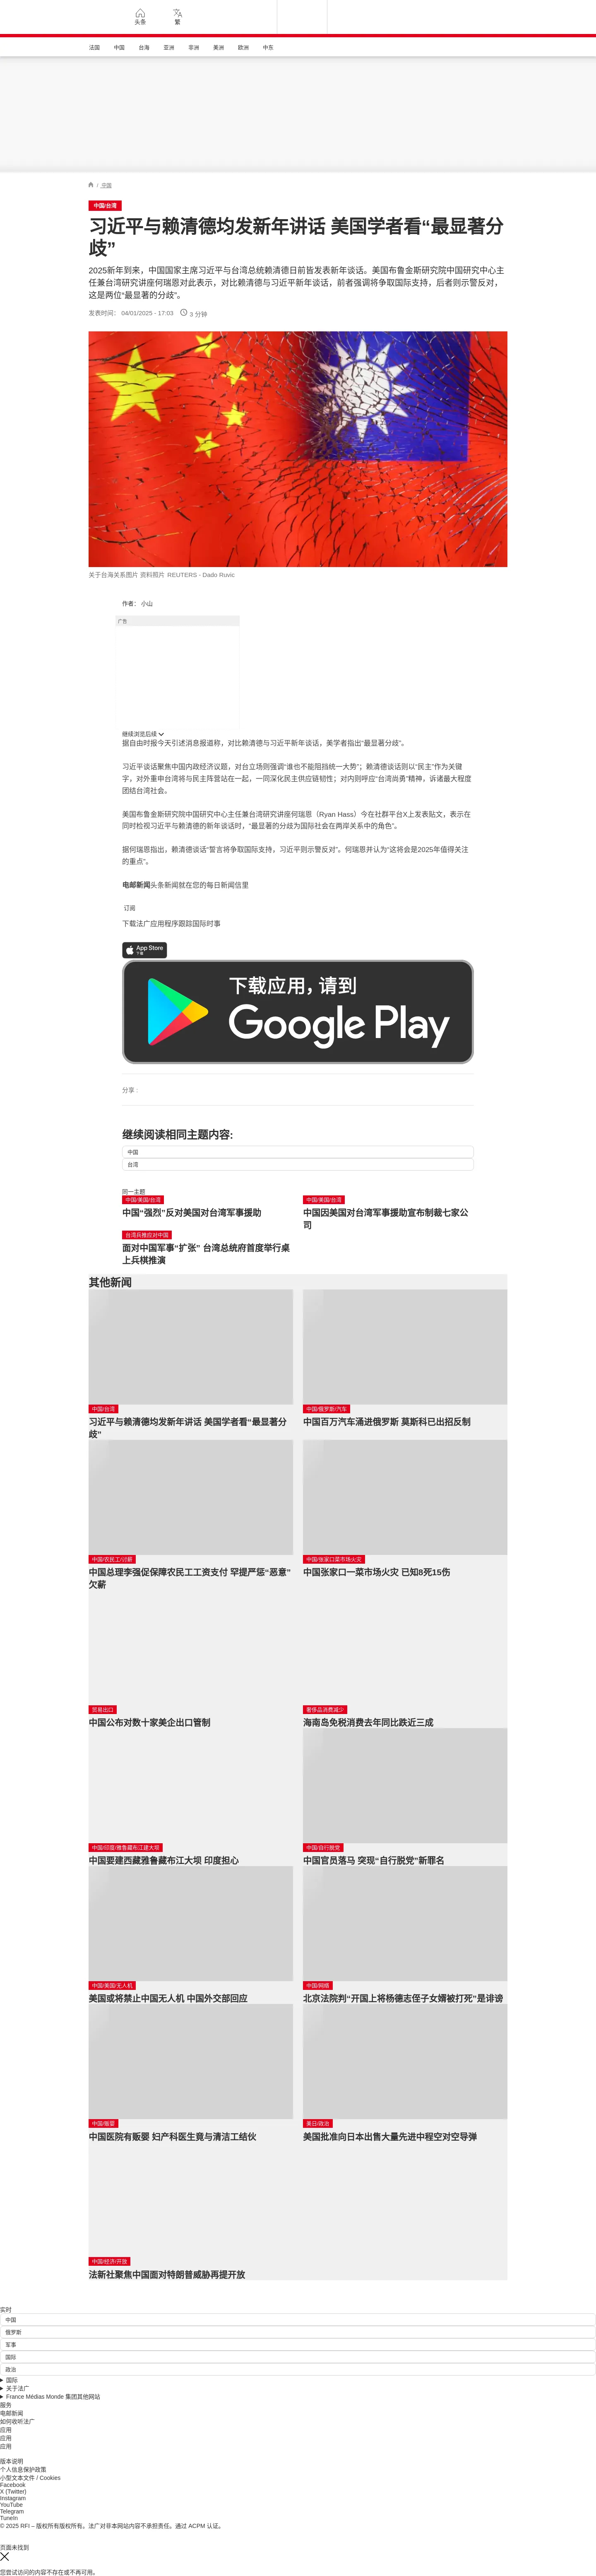 头条
繁
法国
中国
台海
亚洲
非洲
美洲
欧洲
中东
/ 中国
中国/台湾
习近平与赖清德均发新年讲话 美国学者看“最显著分
歧”
2025新年到来，中国国家主席习近平与台湾总统赖清德日前皆发表新年谈话。美国布鲁金斯研究院中国研究中心主
任兼台湾研究讲座何瑞恩对此表示，对比赖清德与习近平新年谈话，前者强调将争取国际支持，后者则示警反对，
这是两位“最显著的分歧”。
发表时间： 04/01/2025 - 17:03 3 分钟
关于台海关系图片 资料照片 REUTERS - Dado Ruvic
作者： 小山
广告
继续浏览后续
据自由时报今天引述消息报道称，对比赖清德与习近平新年谈话，美学者指出“最显著分歧”。
习近平谈话聚焦中国内政经济议题，对台立场则强调“谁也不能阻挡统一大势”；赖清德谈话则以“民主”作为关键
字，对外重申台湾将与民主阵营站在一起，一同深化民主供应链韧性；对内则呼应“台湾尚勇”精神，诉诸最大程度
团结台湾社会。
美国布鲁金斯研究院中国研究中心主任兼台湾研究讲座何瑞恩（Ryan Hass）今在社群平台X上发表贴文，表示在
同时检视习近平与赖清德的新年谈话时，“最显著的分歧为国际社会在两岸关系中的角色”。
据何瑞恩指出，赖清德谈话“誓言将争取国际支持，习近平则示警反对”。何瑞恩并认为“这将会是2025年值得关注
的重点”。
电邮新闻头条新闻就在您的每日新闻信里
订阅
下载法广应用程序跟踪国际时事
App Store
下载
下载应用，请到
Google Play
分享 :
继续阅读相同主题内容:
中国
台湾
同一主题
中国/美国/台湾
中国“强烈”反对美国对台湾军事援助
中国/美国/台湾
中国因美国对台湾军事援助宣布制裁七家公
司
台湾兵推应对中国
面对中国军事“扩张” 台湾总统府首度举行桌
上兵棋推演
其他新闻
中国/台湾
习近平与赖清德均发新年讲话 美国学者看“最显著分
歧”
中国/俄罗斯/汽车
中国百万汽车涌进俄罗斯 莫斯科已出招反制
中国/农民工/讨薪
中国总理李强促保障农民工工资支付 罕提严惩“恶意”
欠薪
中国/张家口菜市场火灾
中国张家口一菜市场火灾 已知8死15伤
贸易出口
中国公布对数十家美企出口管制
奢侈品消费减少
海南岛免税消费去年同比跌近三成
中国/印度/雅鲁藏布江建大坝
中国要建西藏雅鲁藏布江大坝 印度担心
中国/自行脱党
中国官员落马 突现“自行脱党”新罪名
中国/美国/无人机
美国或将禁止中国无人机 中国外交部回应
中国/网络
北京法院判“开国上将杨德志侄子女婿被打死”是诽谤
中国/贩婴
中国医院有贩婴 妇产科医生竟与清洁工结伙
美日/政治
美国批准向日本出售大量先进中程空对空导弹
中国/经济/开放
法新社聚焦中国面对特朗普威胁再提开放
实时
中国
俄罗斯
军事
国际
政治
国际
关于法广
France Médias Monde 集团其他网站
服务
电邮新闻
如何收听法广
应用
应用
应用
版本说明
个人信息保护政策
小型文本文件 / Cookies
Facebook
X (Twitter)
Instagram
YouTube
Telegram
TuneIn
© 2025 RFI – 版权所有版权所有。法广对非本网站内容不承担责任。通过 ACPM 认证。
页面未找到
您尝试访问的内容不存在或不再可用。